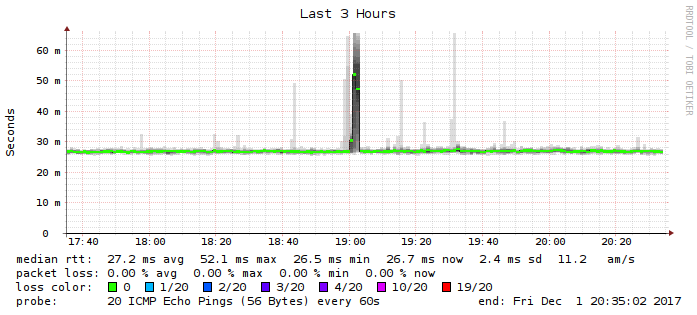 Last 3 Hours
RRDTOOL / TOBI OETIKER
Seconds
60 m
50 m
40 m
30 m
20 m
10 m
0
17:40 18:00 18:20 18:40 19:00 19:20 19:40 20:00 20:20
median rtt: 27.2 ms avg 52.1 ms max 26.5 ms min 26.7 ms now 2.4 ms sd 11.2 am/s
packet loss: 0.00 % avg 0.00 % max 0.00 % min 0.00 % now
loss color: 0 1/20 2/20 3/20 4/20 10/20 19/20
probe: 20 ICMP Echo Pings (56 Bytes) every 60s end: Fri Dec 1 20:35:02 2017